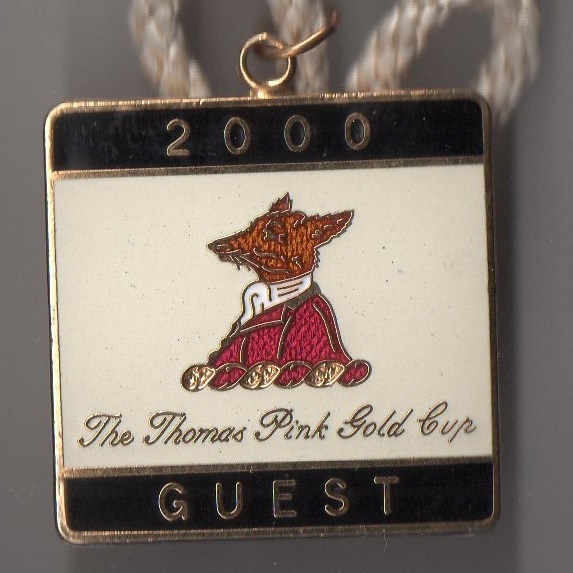 2000
The Thomas Pink Gold Cup
GUEST